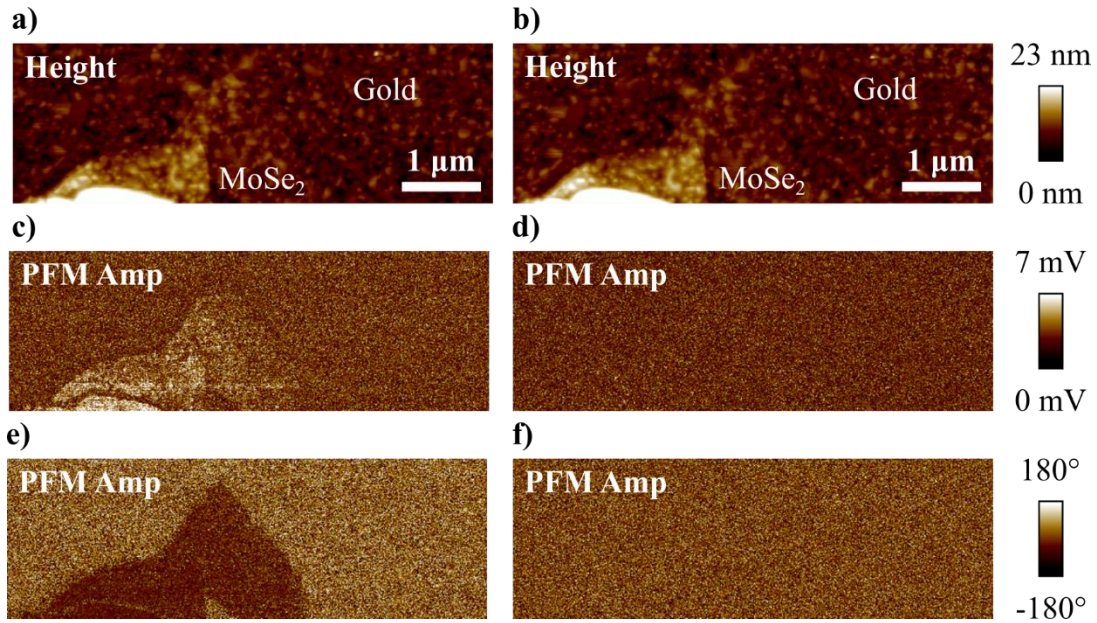 a)
b)
Height
Gold
MoSe₂
1 µm
Height
Gold
MoSe₂
1 µm
23 nm
0 nm
c)
d)
PFM Amp
PFM Amp
7 mV
0 mV
e)
f)
PFM Amp
PFM Amp
180°
-180°